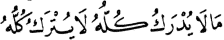 مَا لَا يُدْرَكُ كُلُّهُ لَا يُتْرَكُ كُلُّهُ